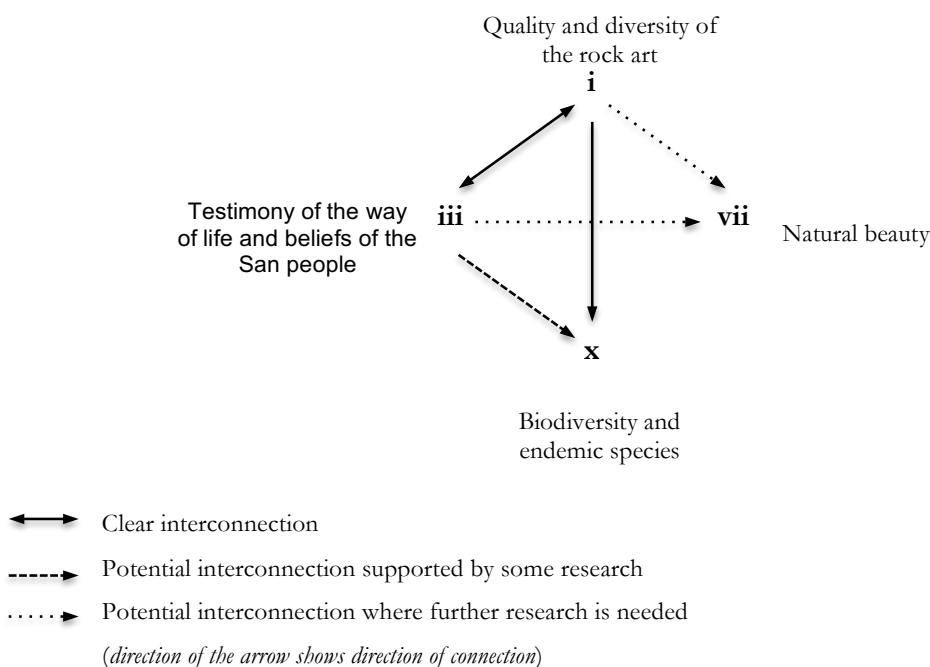 Quality and diversity of
the rock art
i
Testimony of the way
of life and beliefs of the
San people
iii
vii
Natural beauty
x
Biodiversity and
endemic species
Clear interconnection
Potential interconnection supported by some research
Potential interconnection where further research is needed
(direction of the arrow shows direction of connection)